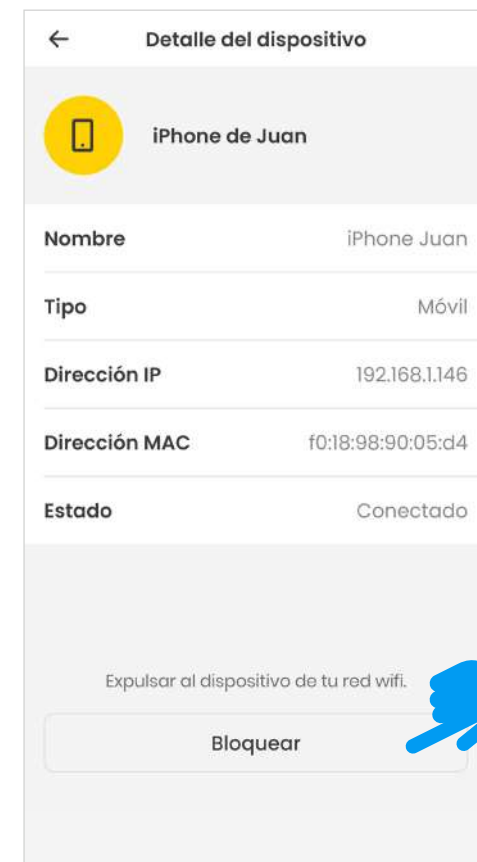 Detalle del dispositivo
iPhone de Juan
Nombre iPhone Juan
Tipo Móvil
Dirección IP 192.168.1.146
Dirección MAC f0:18:98:90:05:d4
Estado Conectado
Expulsar al dispositivo de tu red wifi.
Bloquear